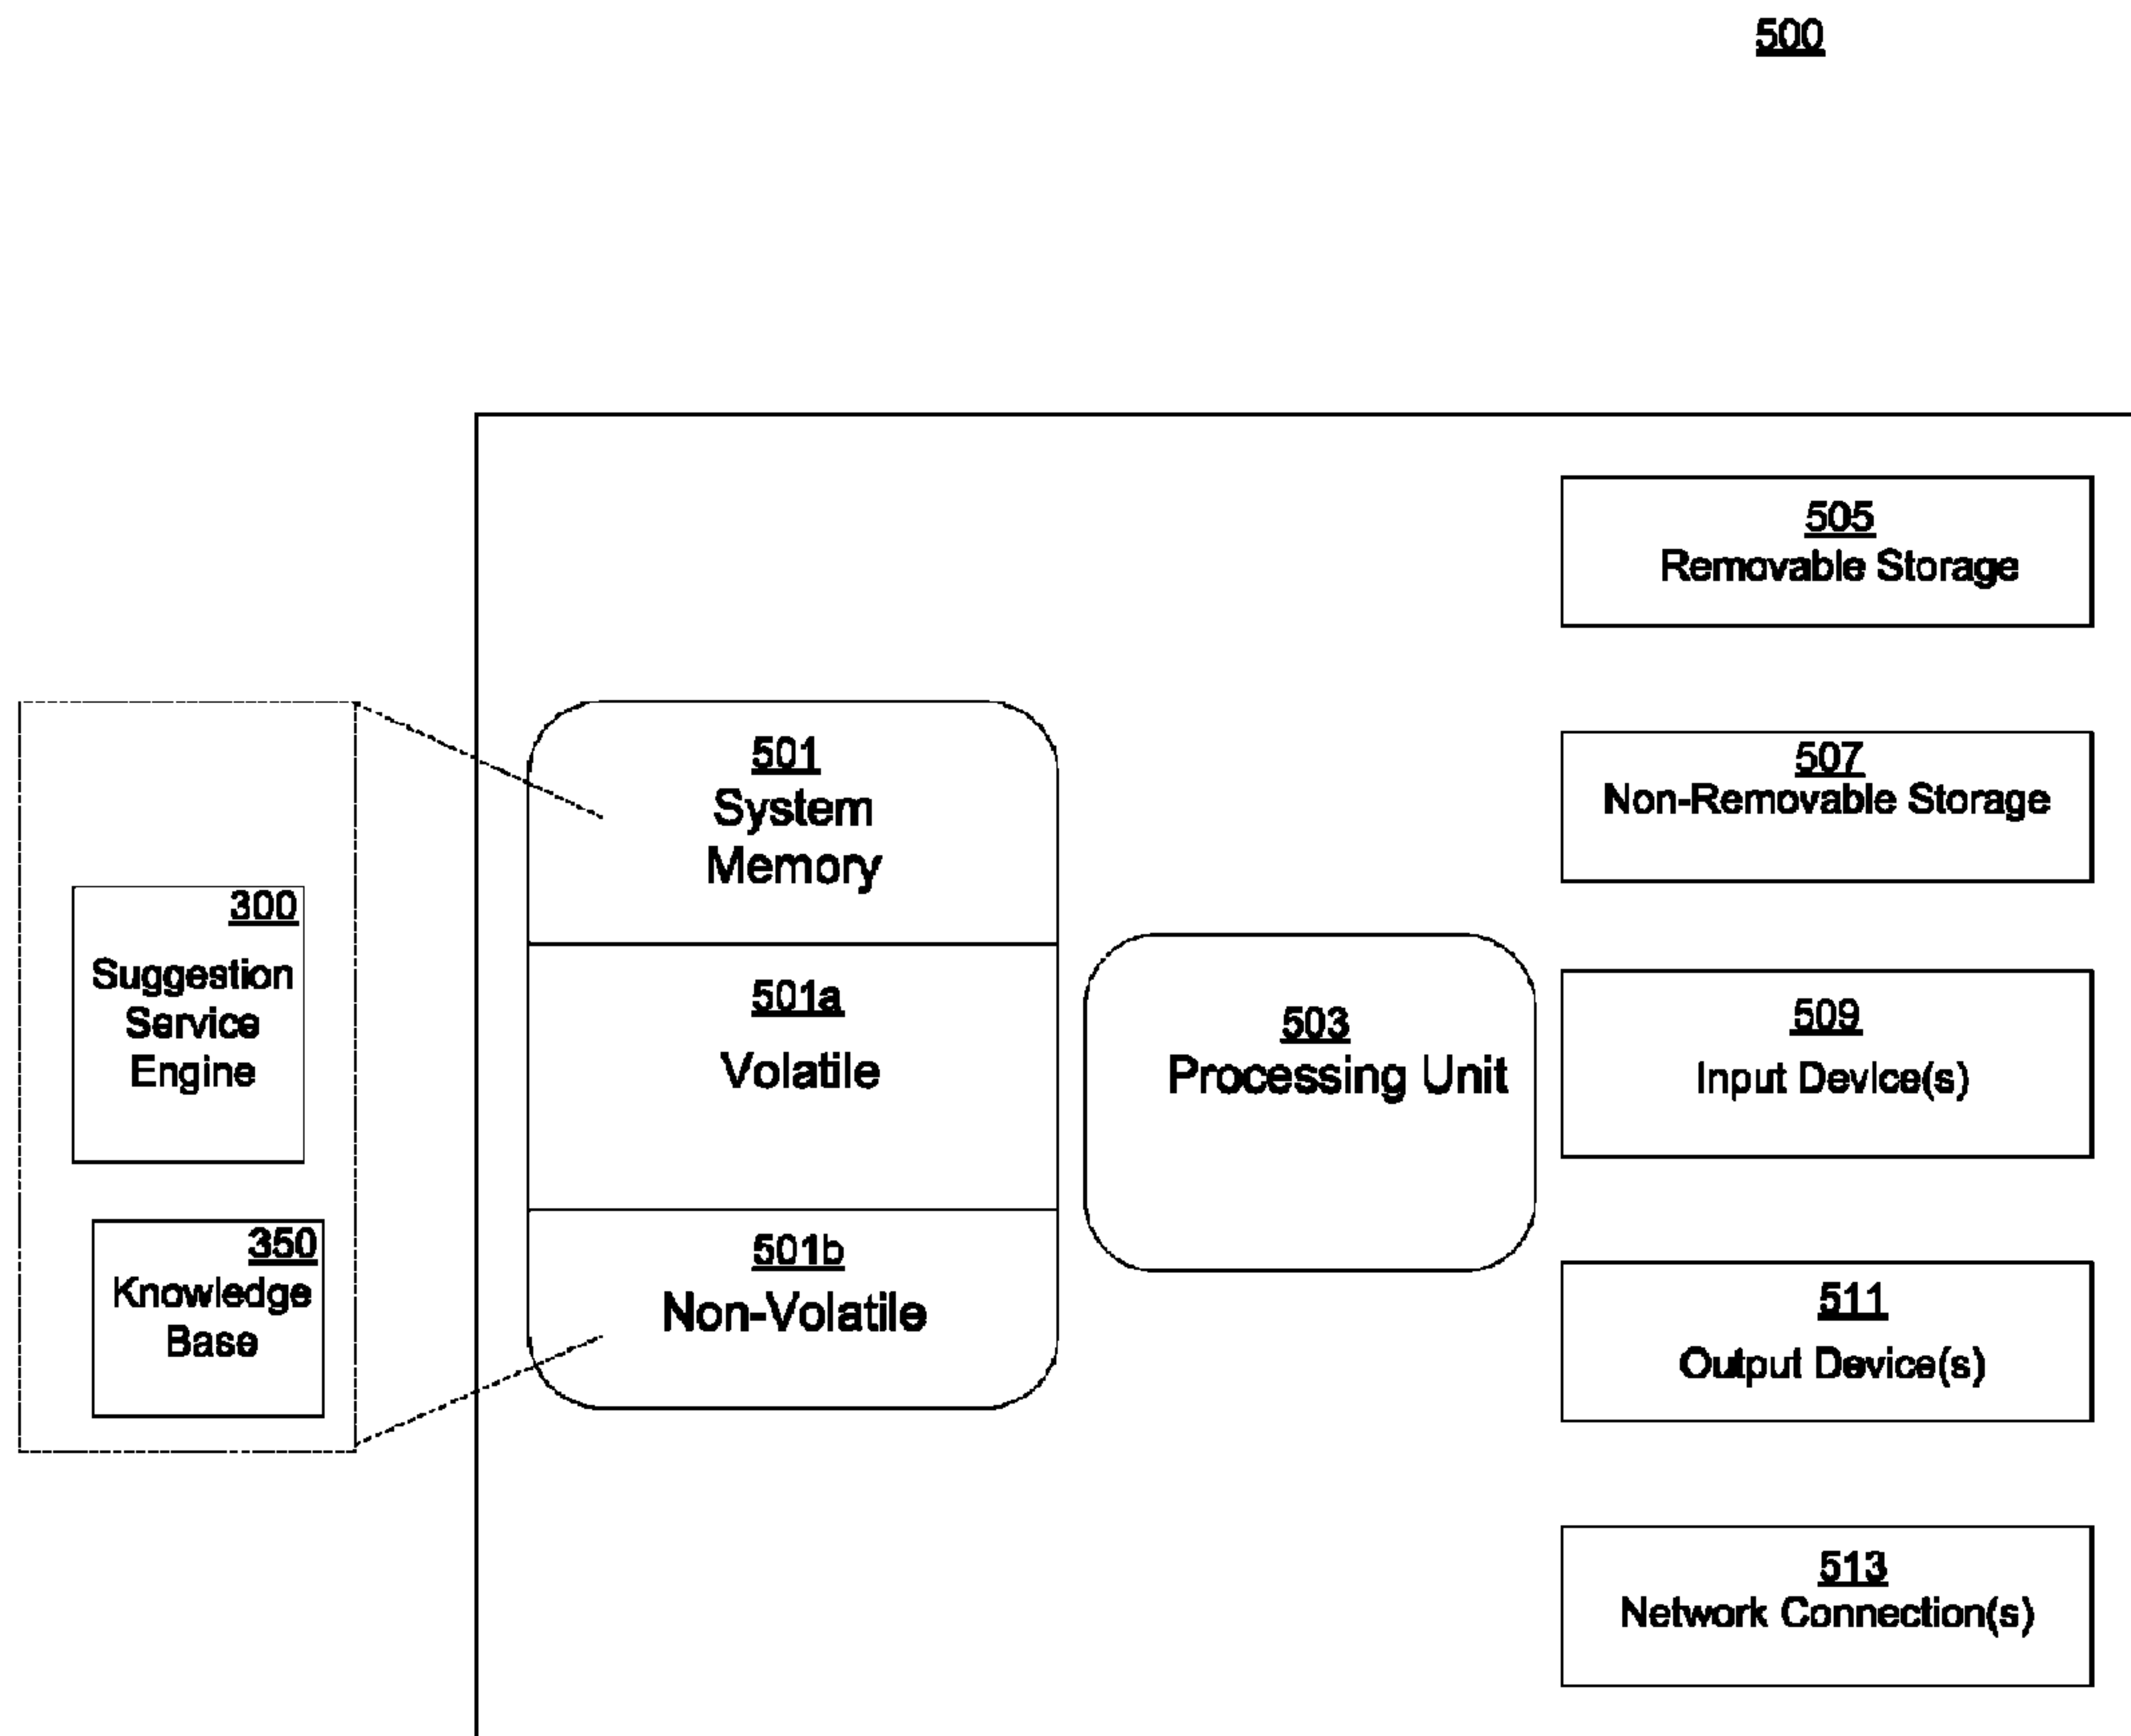 500
505
Removable Storage
501
System
Memory
507
Non-Removable Storage
300
Suggestion
Service
Engine
501a
Volatile
503
Processing Unit
509
Input Device(s)
350
Knowledge
Base
501b
Non-Volatile
511
Output Device(s)
513
Network Connection(s)